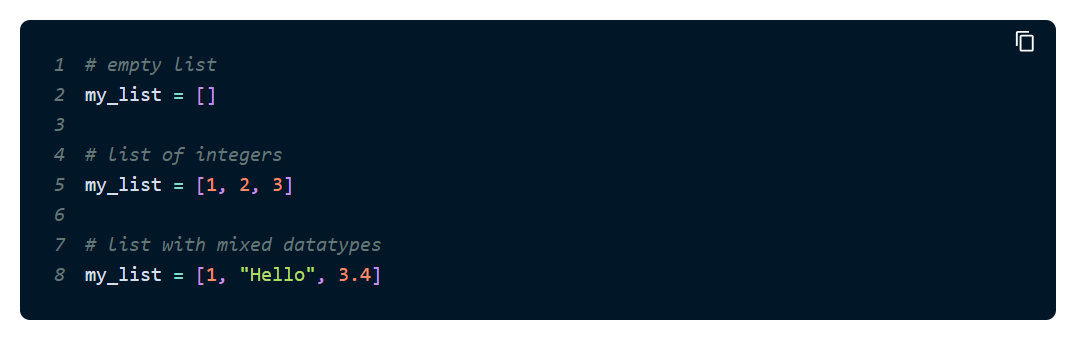 1 # empty list
2 my_list = []
3
4 # list of integers
5 my_list = [1, 2, 3]
6
7 # list with mixed datatypes
8 my_list = [1, "Hello", 3.4]